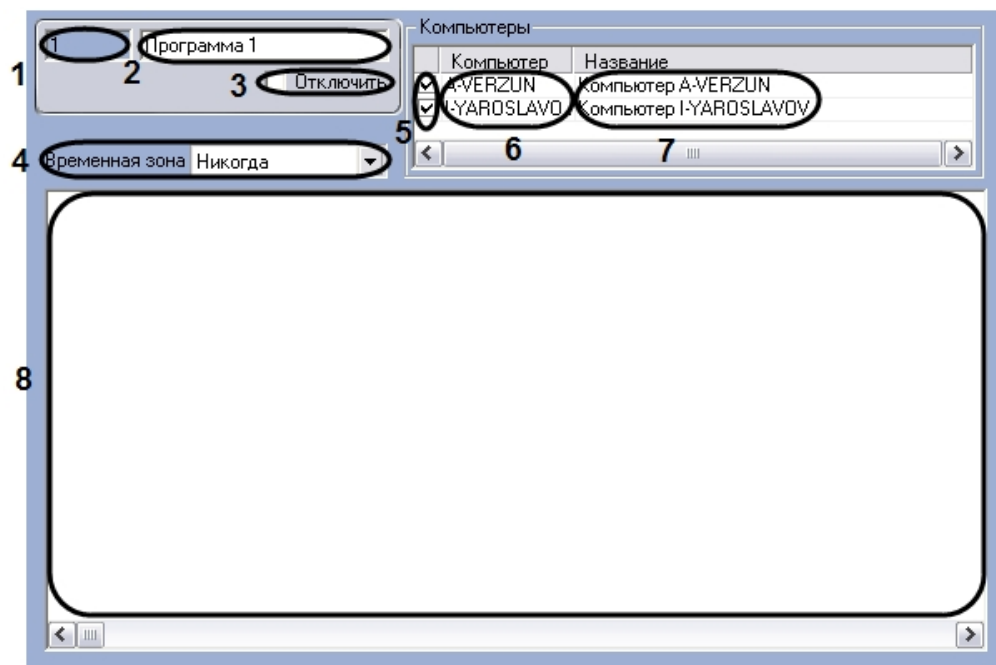 1 Программа 1
Отключить
Временная зона Никогда
Компьютеры
Компьютер Название
A-VERZUN Компьютер A-VERZUN
I-YAROSLAVO Компьютер I-YAROSLAVOV
1
2
3
4
5
6
7
8